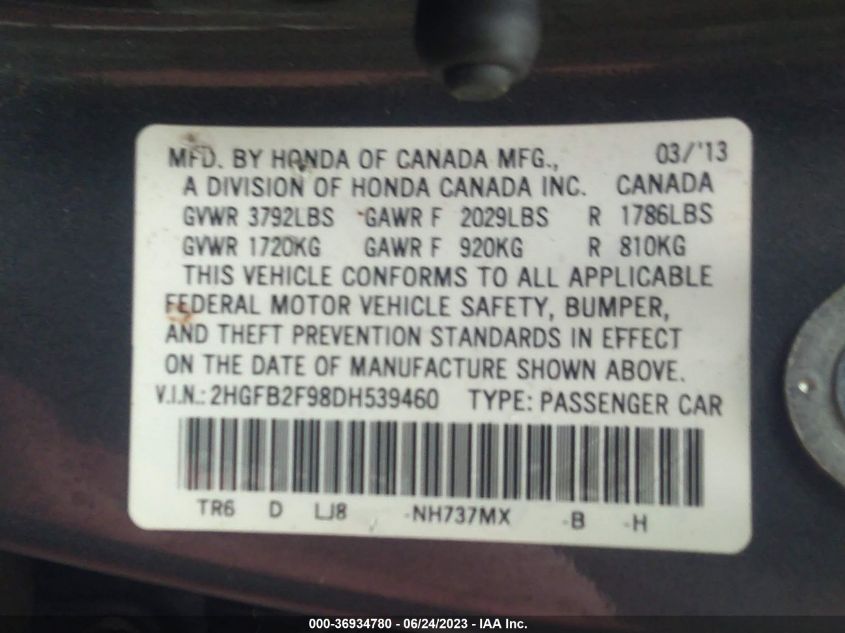 MFD. BY HONDA OF CANADA MFG., 03/'13
A DIVISION OF HONDA CANADA INC. CANADA
GVWR 3792LBS GAWR F 2029LBS R 1786LBS
GVWR 1720KG GAWR F 920KG R 810KG
THIS VEHICLE CONFORMS TO ALL APPLICABLE
FEDERAL MOTOR VEHICLE SAFETY, BUMPER,
AND THEFT PREVENTION STANDARDS IN EFFECT
ON THE DATE OF MANUFACTURE SHOWN ABOVE.
V.I.N.: 2HGFB2F98DH539460 TYPE: PASSENGER CAR
TR6 D LJ8 -NH737MX -B -H
000-36934780 / 06/24/2023 - IAA Inc.